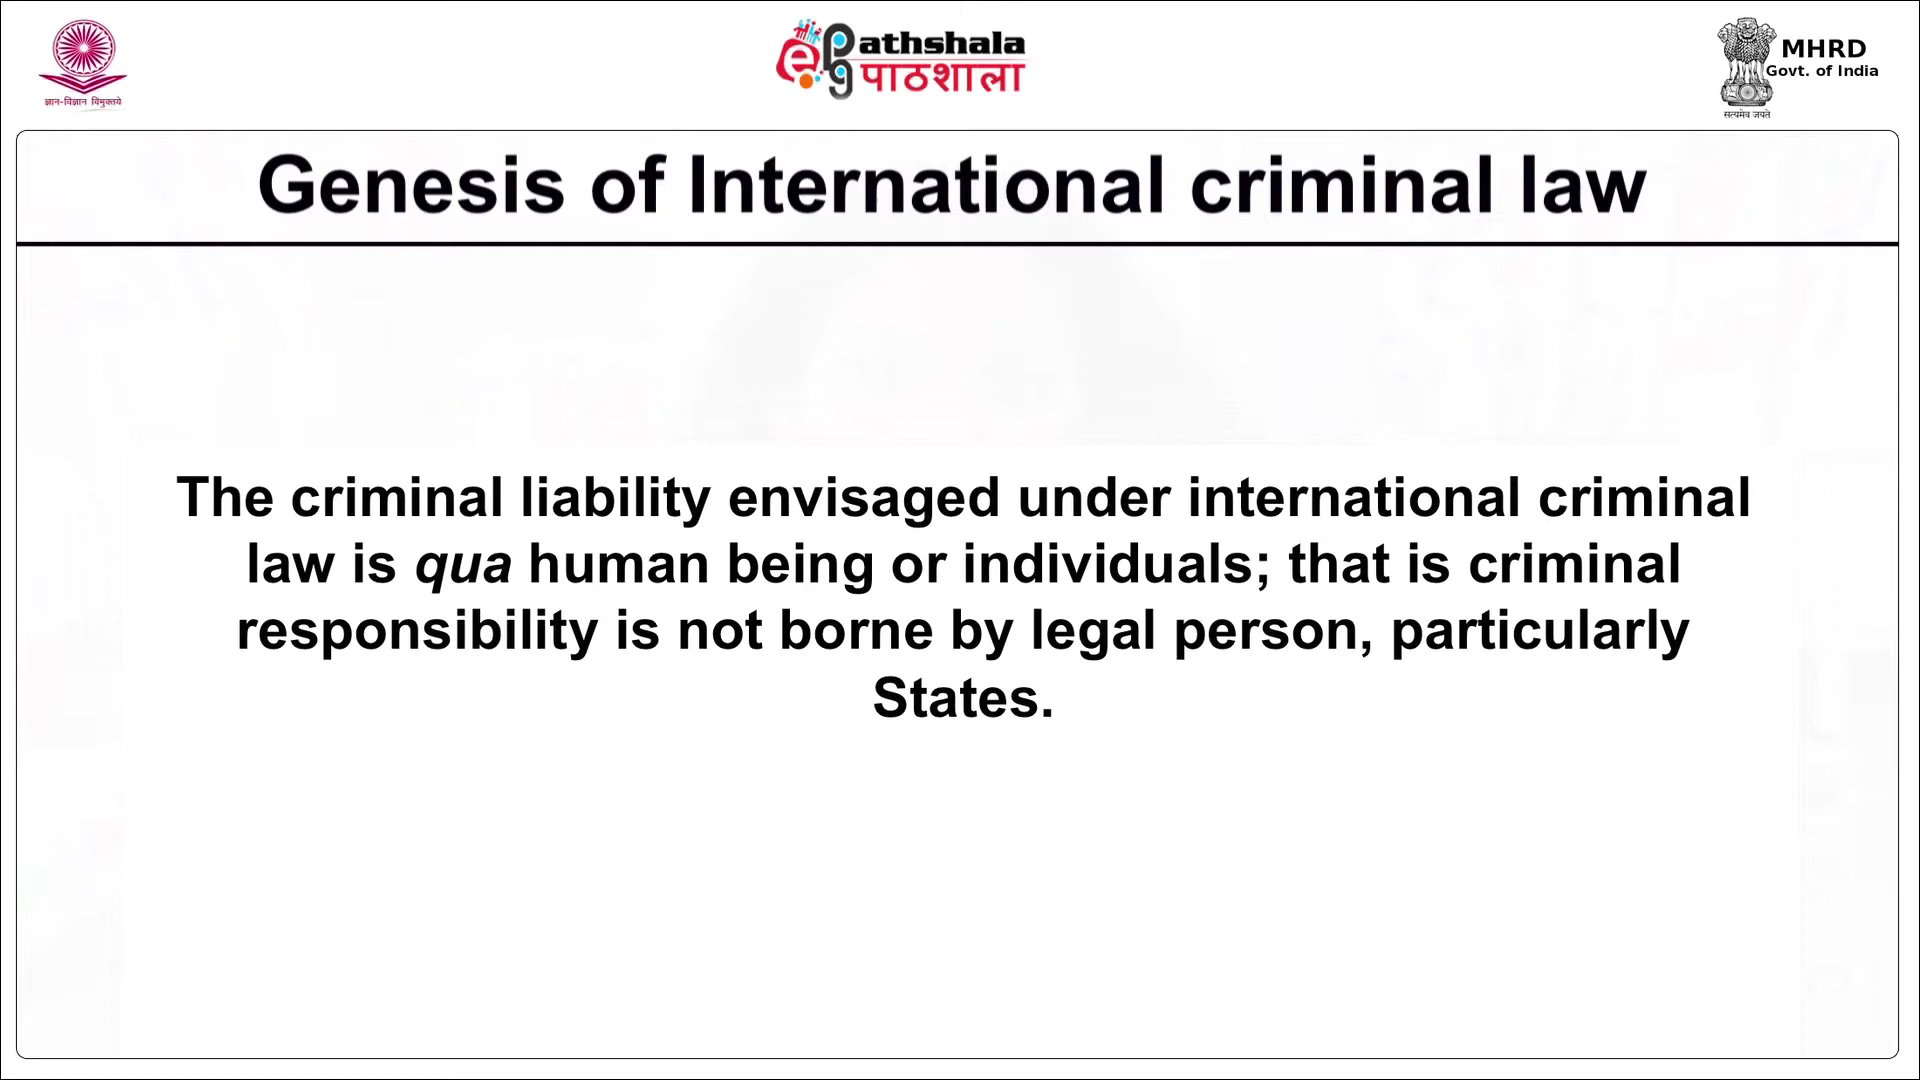 ज्ञान-विज्ञान विमुक्तये
epgathshala
पाठशाला
MHRD
Govt. of India
सत्यमेव जयते
Genesis of International criminal law
The criminal liability envisaged under international criminal
law is qua human being or individuals; that is criminal
responsibility is not borne by legal person, particularly
States.